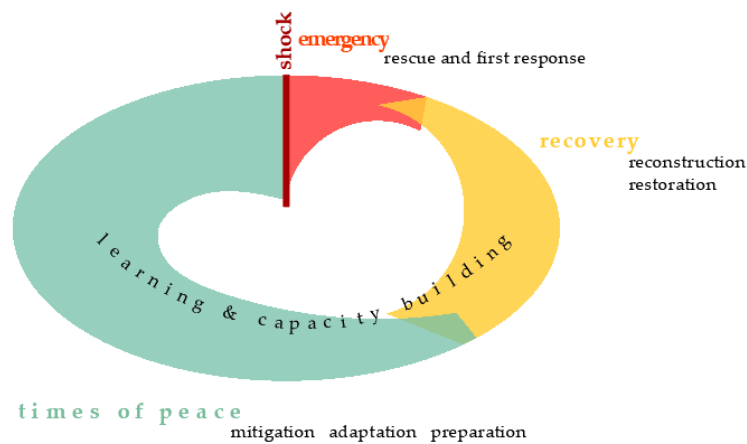 shock
emergency
rescue and first response
recovery
reconstruction
restoration
learning & capacity building
times of peace
mitigation adaptation preparation